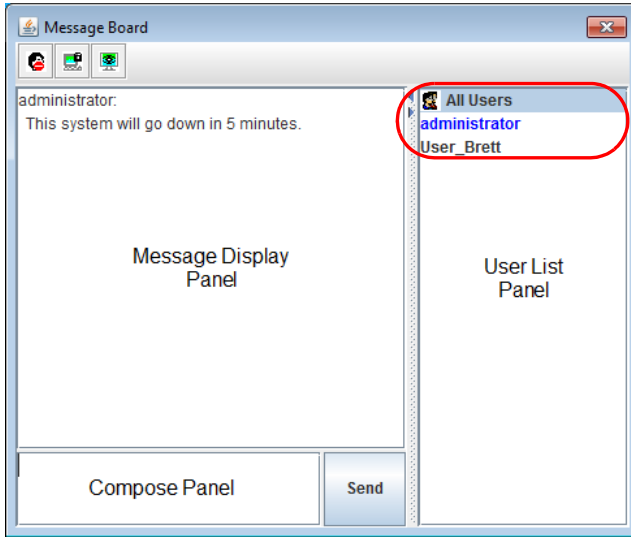 Message Board
administrator:
This system will go down in 5 minutes.
Message Display
Panel
Compose Panel
Send
All Users
administrator
User_Brett
User List
Panel